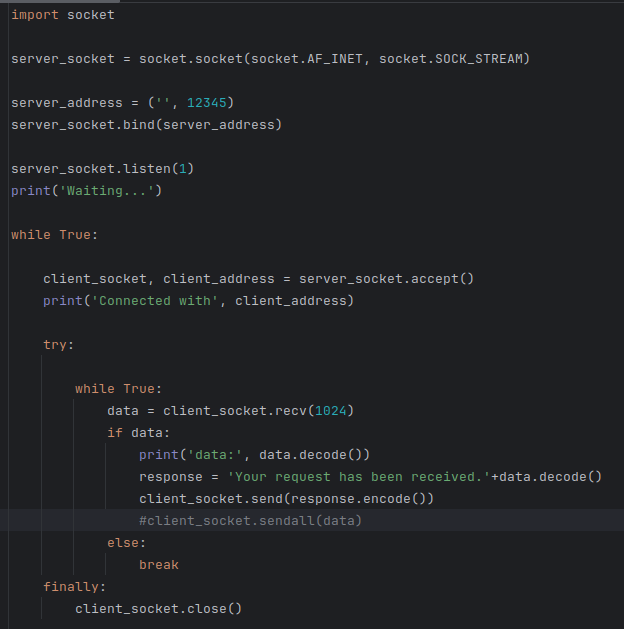 import socket
server_socket = socket.socket(socket.AF_INET, socket.SOCK_STREAM)
server_address = ('', 12345)
server_socket.bind(server_address)
server_socket.listen(1)
print('Waiting...')
while True:
    client_socket, client_address = server_socket.accept()
    print('Connected with', client_address)
    try:
        while True:
            data = client_socket.recv(1024)
            if data:
                print('data:', data.decode())
                response = 'Your request has been received.'+data.decode()
                client_socket.send(response.encode())
                #client_socket.sendall(data)
            else:
                break
    finally:
        client_socket.close()